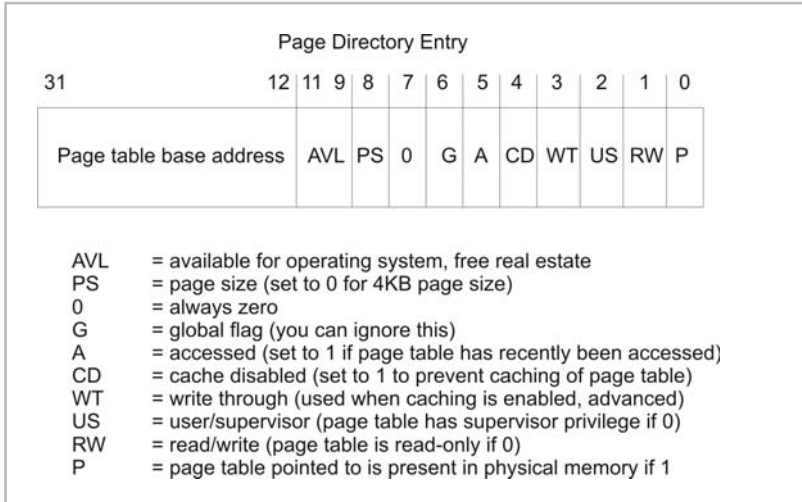 Page Directory Entry
31 12 11 9 8 7 6 5 4 3 2 1 0
Page table base address AVL PS 0 G A CD WT US RW P
AVL = available for operating system, free real estate
PS = page size (set to 0 for 4KB page size)
0 = always zero
G = global flag (you can ignore this)
A = accessed (set to 1 if page table has recently been accessed)
CD = cache disabled (set to 1 to prevent caching of page table)
WT = write through (used when caching is enabled, advanced)
US = user/supervisor (page table has supervisor privilege if 0)
RW = read/write (page table is read-only if 0)
P = page table pointed to is present in physical memory if 1